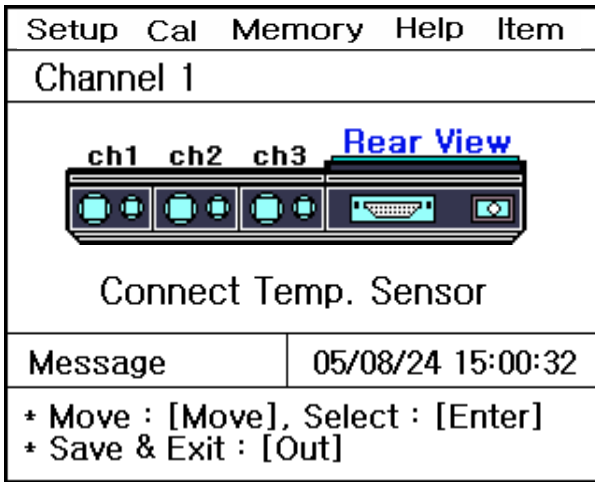 Setup Cal Memory Help Item
Channel 1
Rear View
ch1 ch2 ch3
Connect Temp. Sensor
Message 05/08/24 15:00:32
* Move : [Move], Select : [Enter]
* Save & Exit : [Out]